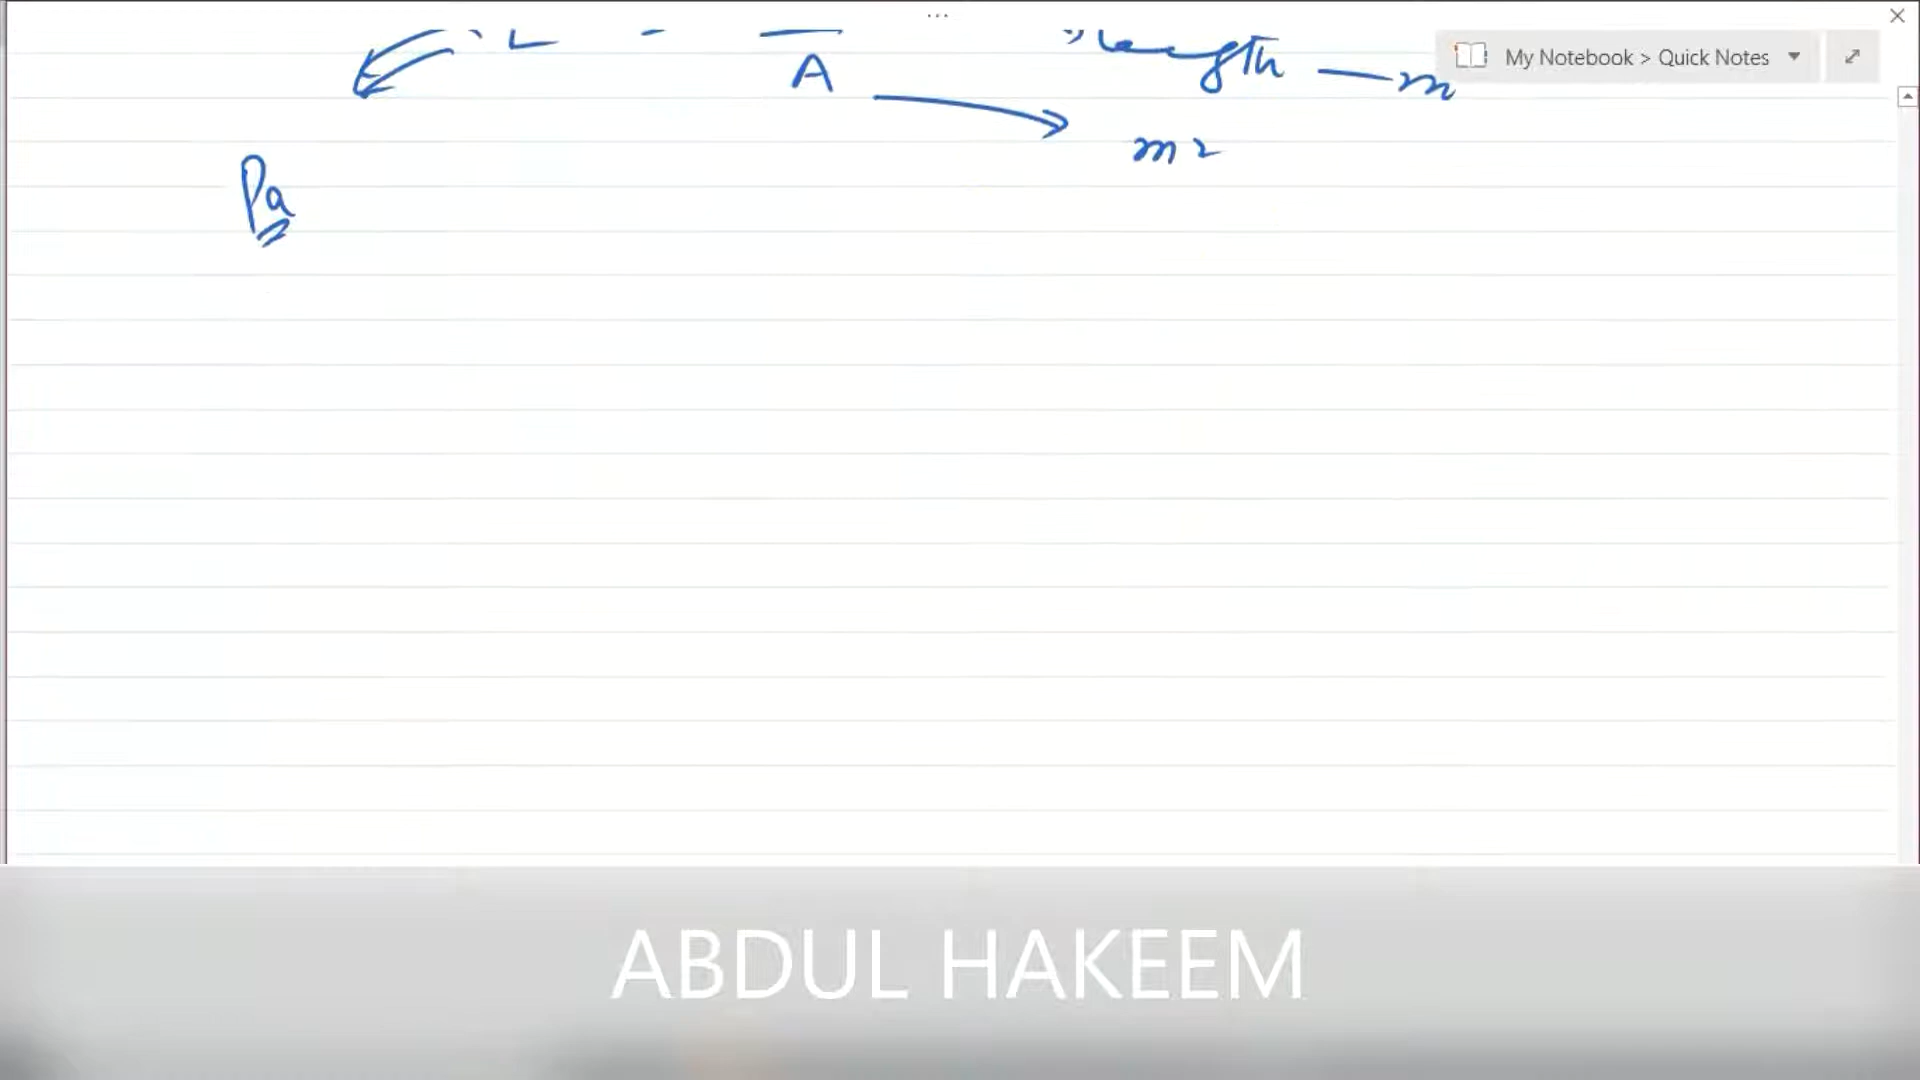 length — m
My Notebook > Quick Notes
A
m2
Pa
ABDUL HAKEEM